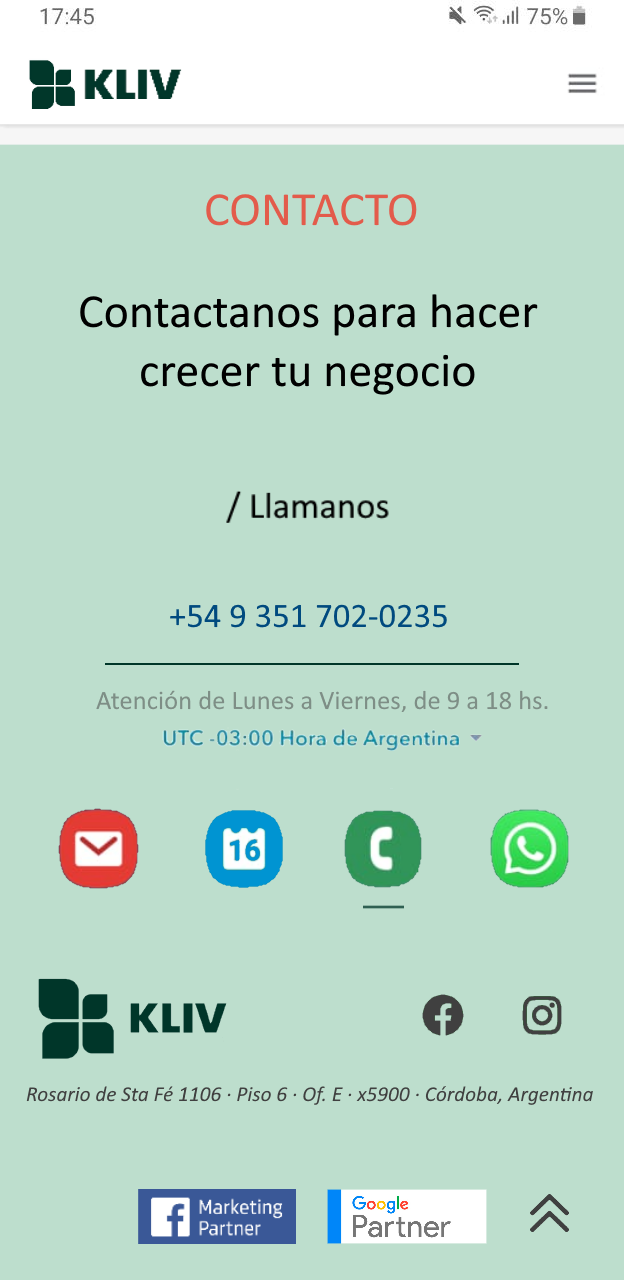 17:45 75%
KLIV
CONTACTO
Contactanos para hacer
crecer tu negocio
/ Llamanos
+54 9 351 702-0235
Atención de Lunes a Viernes, de 9 a 18 hs.
UTC -03:00 Hora de Argentina
16
KLIV
Rosario de Sta Fé 1106 · Piso 6 · Of. E · x5900 · Córdoba, Argentina
Marketing
Partner
Google
Partner